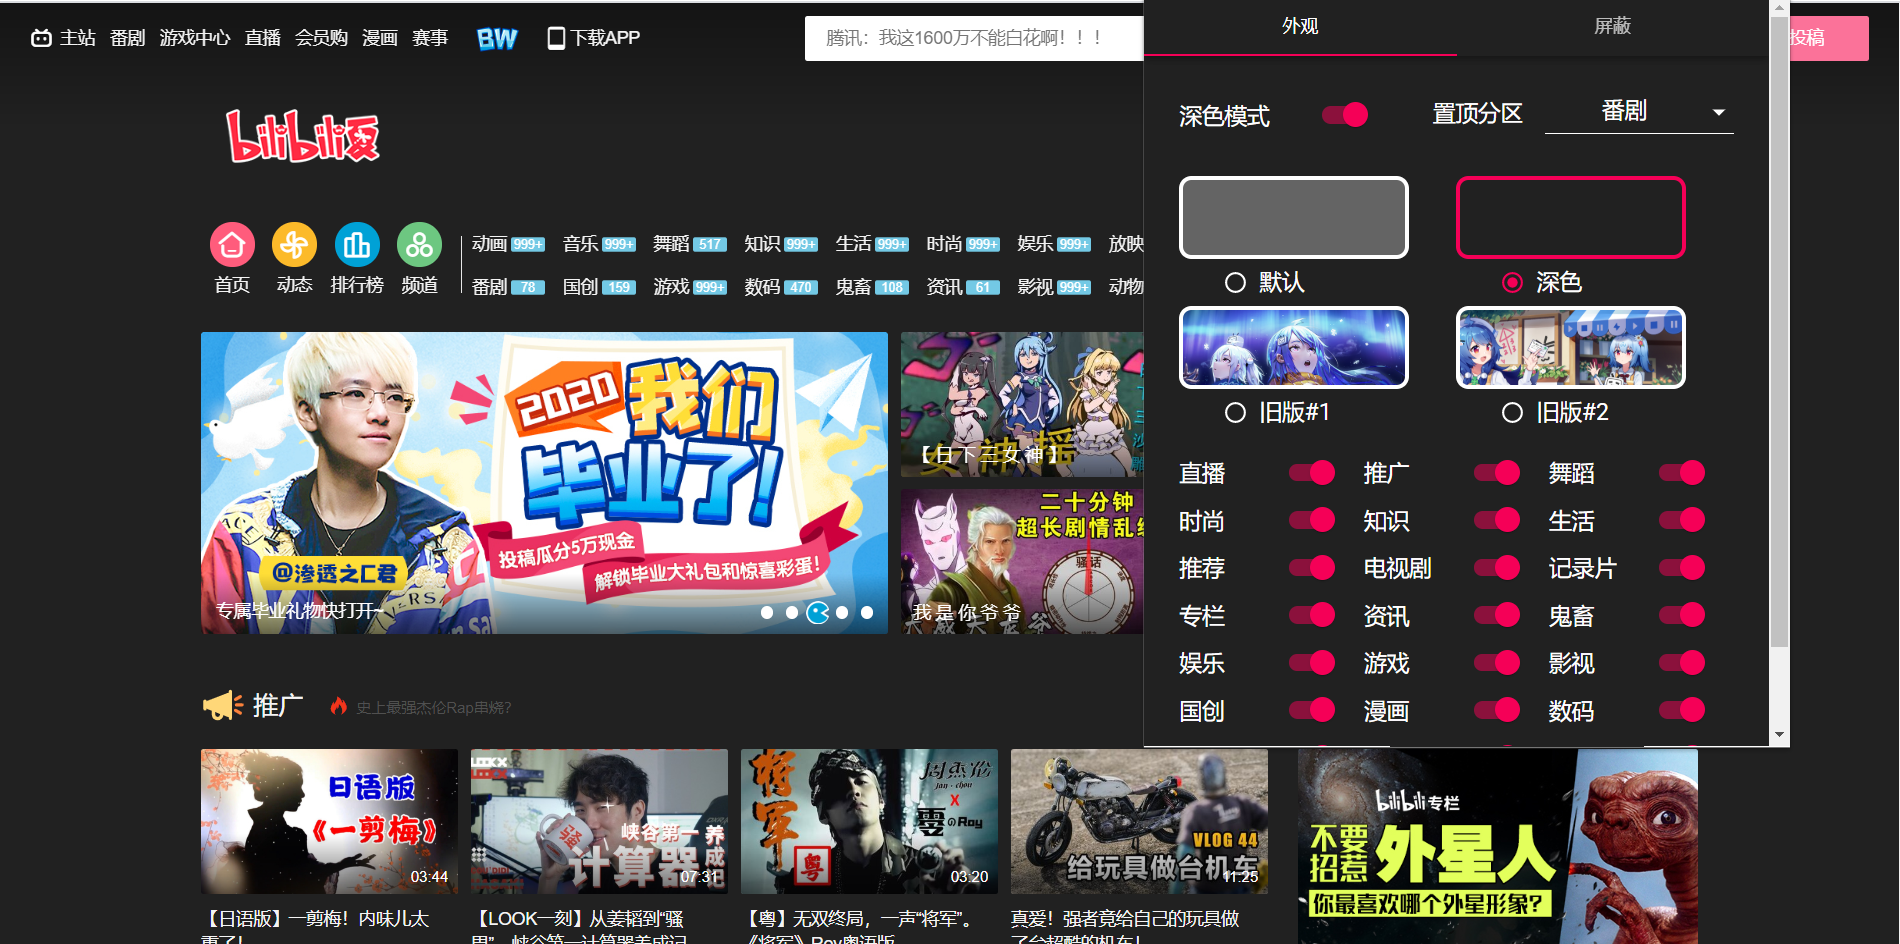 主站 番剧 游戏中心 直播 会员购 漫画 赛事 BW 下载APP
腾讯：我这1600万不能白花啊！！！
投稿
外观 屏蔽
bilibili夏
深色模式 置顶分区 番剧
默认 深色
旧版#1 旧版#2
首页 动态 排行榜 频道
动画 999+ 音乐 999+ 舞蹈 517 知识 999+ 生活 999+ 时尚 999+ 娱乐 999+ 放映
番剧 78 国创 159 游戏 999+ 数码 470 鬼畜 108 资讯 61 影视 999+ 动物
2020 我们
毕业了!
投稿瓜分5万现金
解锁毕业大礼包和惊喜彩蛋！
@渗透之C君
专属毕业礼物快打开~
【日下三女神】
二十分钟
超长剧情乱
骚话
我是你爷爷
直播 推广 舞蹈
时尚 知识 生活
推荐 电视剧 记录片
专栏 资讯 鬼畜
娱乐 游戏 影视
国创 漫画 数码
推广 史上最强杰伦Rap串烧？
日语版
《一剪梅》
03:44
LOOKX
峡谷第一 养
计算器 成
07:31
将军
周杰伦
Jay·chou
X
雯のRoy
粤
03:20
VLOG 44
给玩具做台机车
11:25
bilibili 专栏
不要
招惹 外星人
你最喜欢哪个外星形象？
【日语版】一剪梅！内味儿太
重了！
【LOOK一刻】从姜韬到“骚
男”，峡谷第一计算器养成记
【粤】无双终局，一声“将军”。
《将军》Roy粤语版
真爱！强者竟给自己的玩具做
了台超酷的机车！